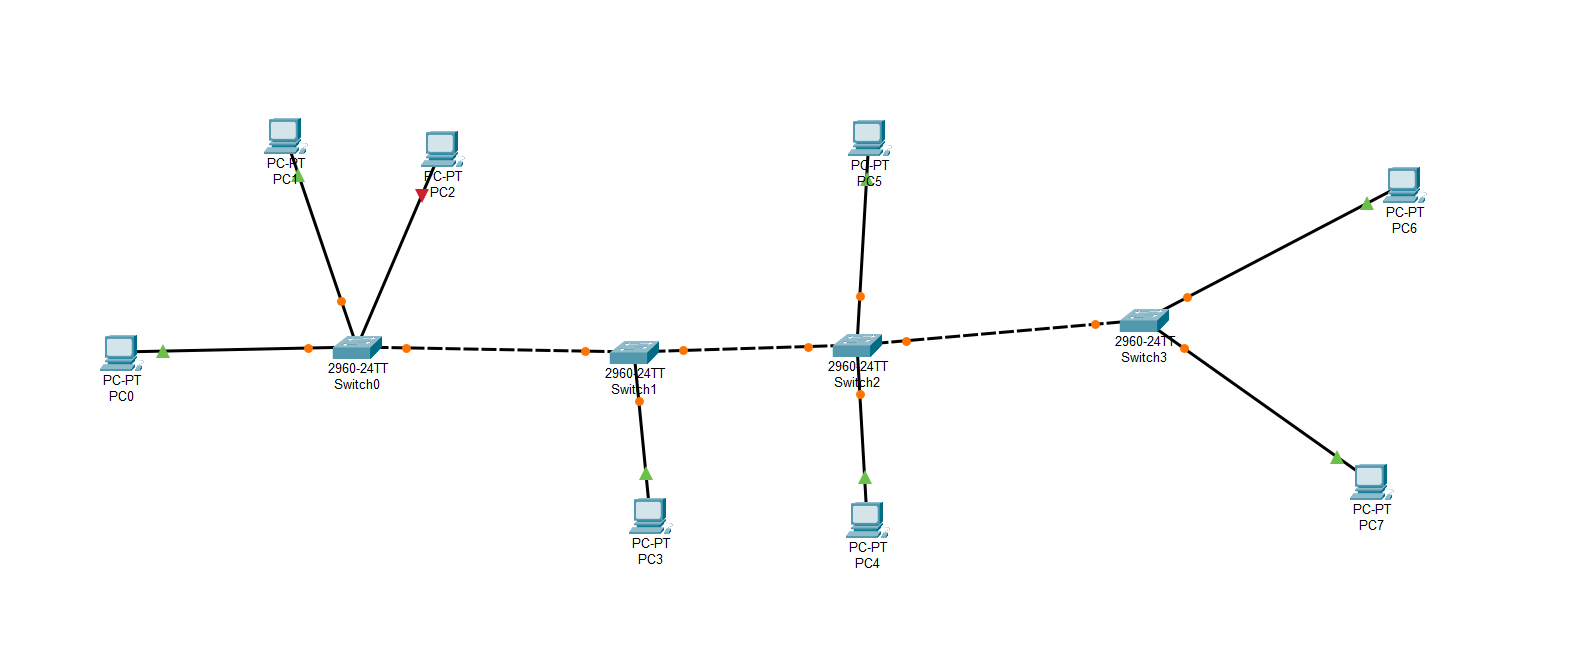 PC-PT
PC1
PC-PT
PC2
PC-PT
PC5
PC-PT
PC6
PC-PT
PC0
2960-24TT
Switch0
2960-24TT
Switch1
2960-24TT
Switch2
2960-24TT
Switch3
PC-PT
PC3
PC-PT
PC4
PC-PT
PC7